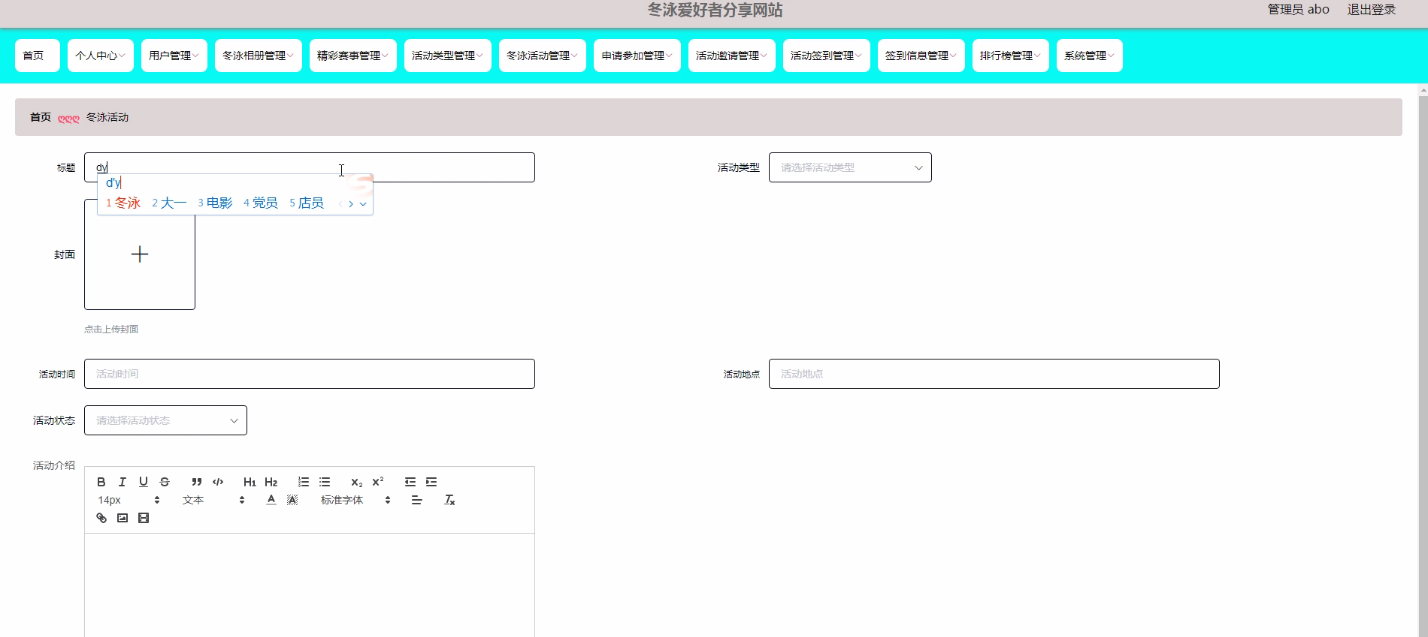 冬泳爱好者分享网站
管理员 abo 退出登录
首页 个人中心 用户管理 冬泳相册管理 精彩赛事管理 活动类型管理 冬泳活动管理 申请参加管理 活动邀请管理 活动签到管理 签到信息管理 排行榜管理 系统管理
首页 ღღღ 冬泳活动
标题 dy 活动类型 请选择活动类型
d'y
1 冬泳 2 大一 3 电影 4 党员 5 店员
封面
点击上传封面
活动时间 活动时间 活动地点 活动地点
活动状态 请选择活动状态
活动介绍
B I U S H1 H2 X2 X2
14px 文本 A A 标准字体 Tx